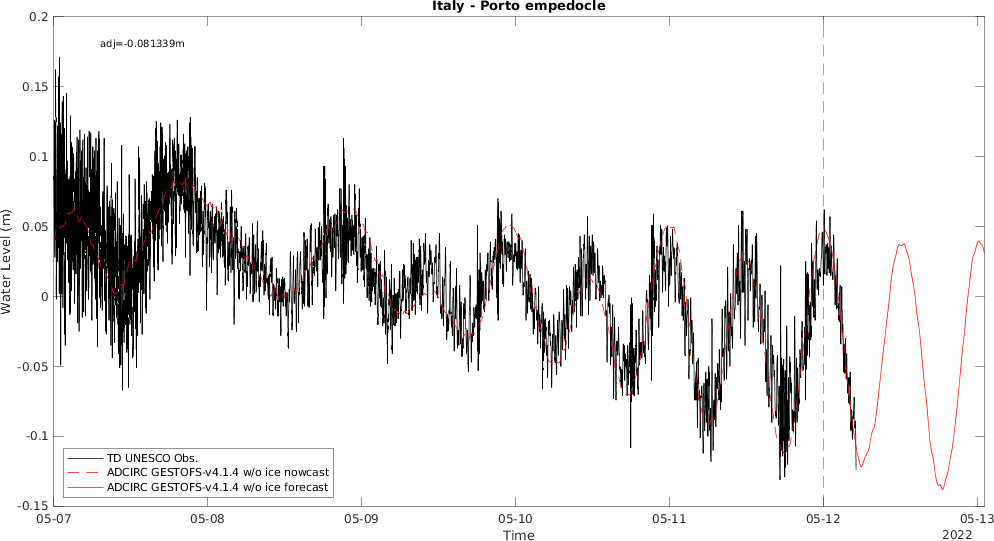 Italy - Porto empedocle
adj=-0.081339m
0.2
0.15
0.1
0.05
0
-0.05
-0.1
-0.15
Water Level (m)
TD UNESCO Obs.
ADCIRC GESTOFS-v4.1.4 w/o ice nowcast
ADCIRC GESTOFS-v4.1.4 w/o ice forecast
05-07 05-08 05-09 05-10 05-11 05-12 05-13
Time
2022